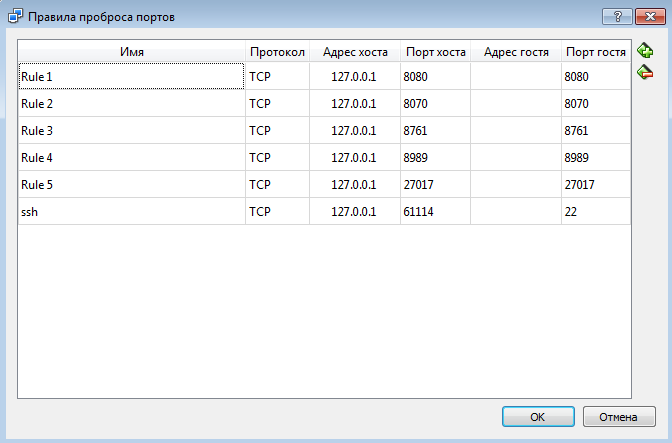 Правила проброса портов
?
Имя Протокол Адрес хоста Порт хоста Адрес гостя Порт гостя
Rule 1 TCP 127.0.0.1 8080 8080
Rule 2 TCP 127.0.0.1 8070 8070
Rule 3 TCP 127.0.0.1 8761 8761
Rule 4 TCP 127.0.0.1 8989 8989
Rule 5 TCP 127.0.0.1 27017 27017
ssh TCP 127.0.0.1 61114 22
OK Отмена